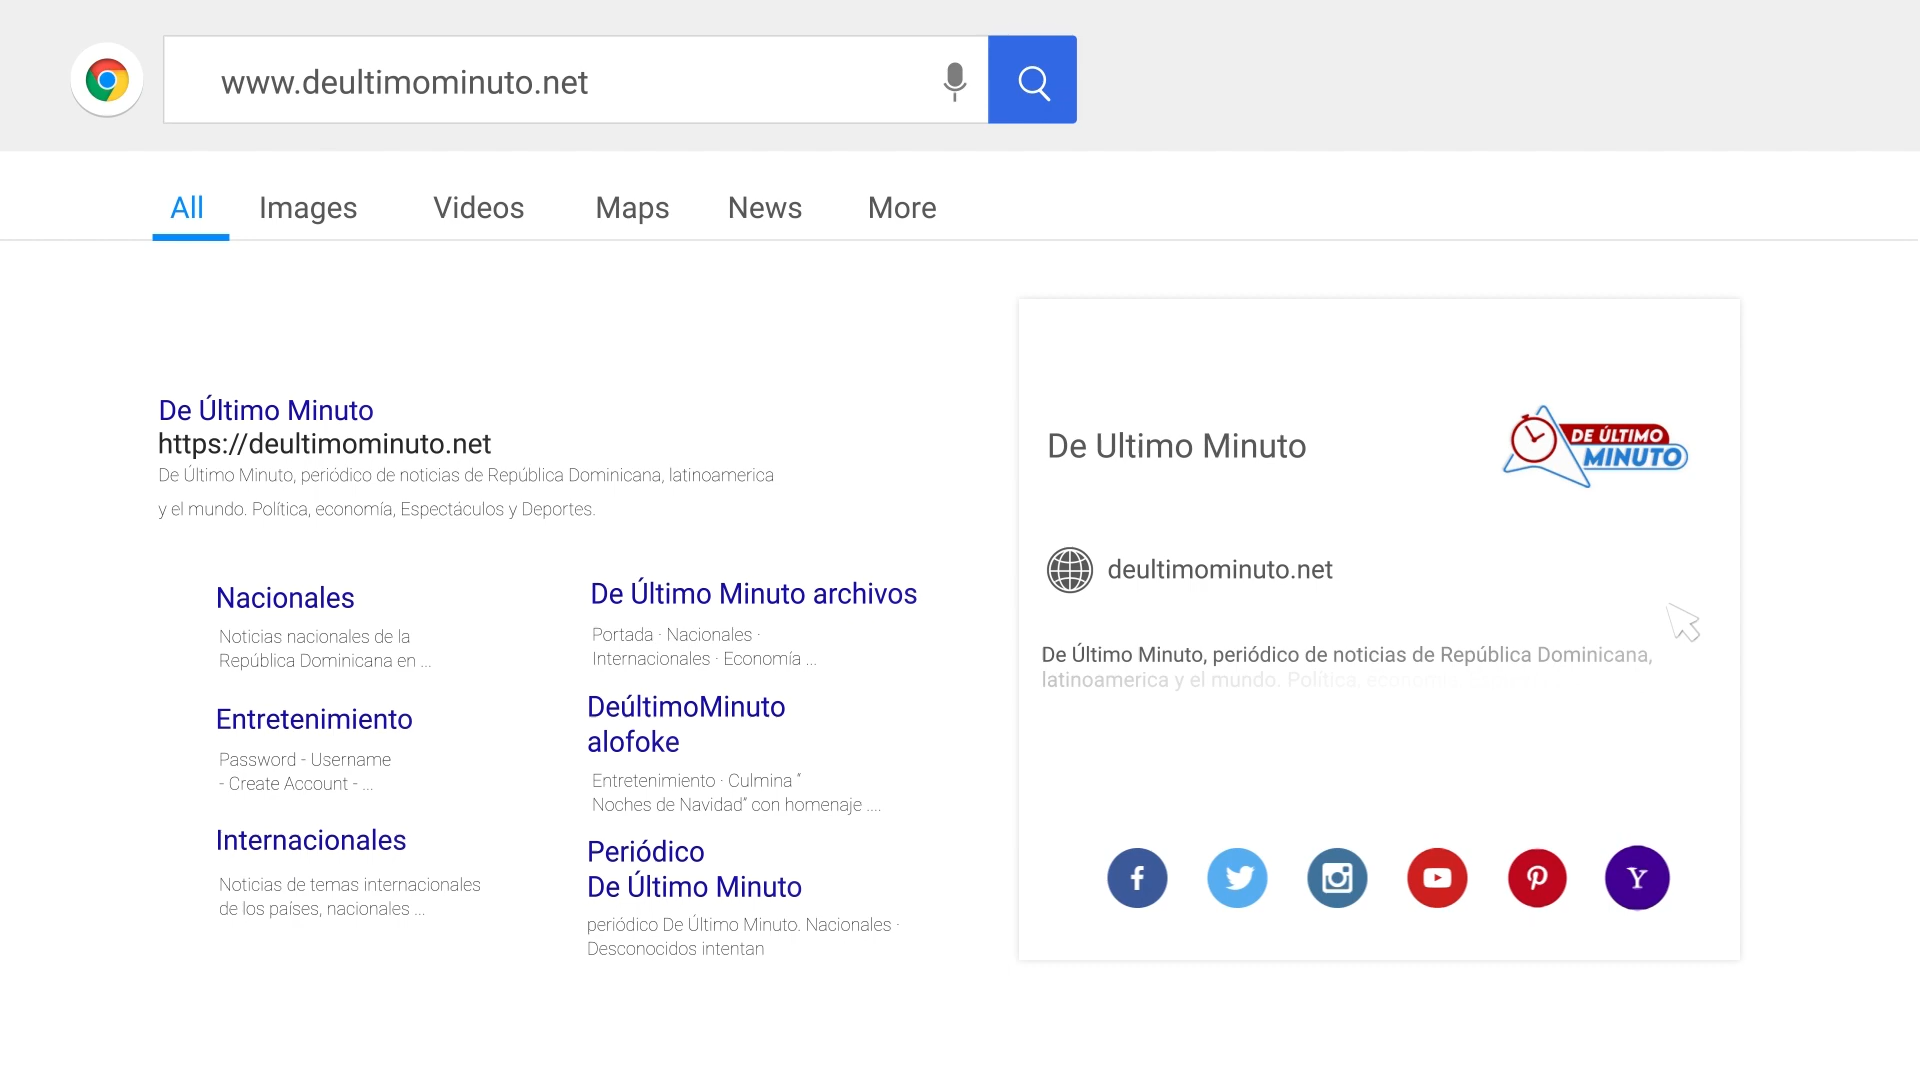 www.deultimominuto.net
All Images Videos Maps News More
De Último Minuto
https://deultimominuto.net
De Último Minuto, periódico de noticias de República Dominicana, latinoamerica
y el mundo. Política, economía, Espectáculos y Deportes.
Nacionales
Noticias nacionales de la
República Dominicana en ...
Entretenimiento
Password - Username
- Create Account - ...
Internacionales
Noticias de temas internacionales
de los países, nacionales ...
De Último Minuto archivos
Portada · Nacionales ·
Internacionales · Economía ...
DeúltimoMinuto
alofoke
Entretenimiento · Culmina “
Noches de Navidad” con homenaje ....
Periódico
De Último Minuto
periódico De Último Minuto. Nacionales ·
Desconocidos intentan
De Ultimo Minuto
DE ÚLTIMO
MINUTO
deultimominuto.net
De Último Minuto, periódico de noticias de República Dominicana,
latinoamerica y el mundo. Política, economía,